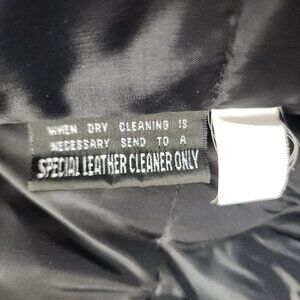 WHEN DRY CLEANING IS
NECESSARY SEND TO A
SPECIAL LEATHER CLEANER ONLY